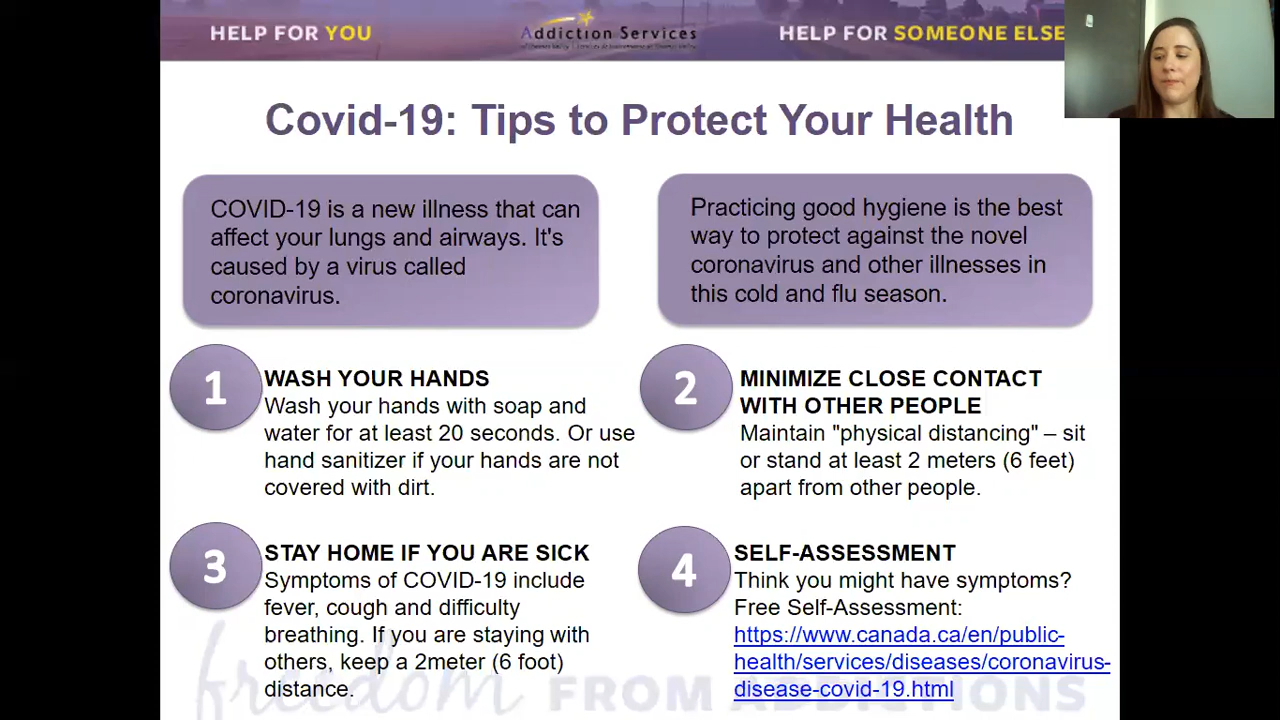 HELP FOR YOU
Addiction Services
HELP FOR SOMEONE ELSE
Covid-19: Tips to Protect Your Health
COVID-19 is a new illness that can
affect your lungs and airways. It's
caused by a virus called
coronavirus.
Practicing good hygiene is the best
way to protect against the novel
coronavirus and other illnesses in
this cold and flu season.
1
WASH YOUR HANDS
Wash your hands with soap and
water for at least 20 seconds. Or use
hand sanitizer if your hands are not
covered with dirt.
2
MINIMIZE CLOSE CONTACT
WITH OTHER PEOPLE
Maintain "physical distancing" – sit
or stand at least 2 meters (6 feet)
apart from other people.
3
STAY HOME IF YOU ARE SICK
Symptoms of COVID-19 include
fever, cough and difficulty
breathing. If you are staying with
others, keep a 2meter (6 foot)
distance.
4
SELF-ASSESSMENT
Think you might have symptoms?
Free Self-Assessment:
https://www.canada.ca/en/public-
health/services/diseases/coronavirus-
disease-covid-19.html
freedom FROM ADDICTIONS